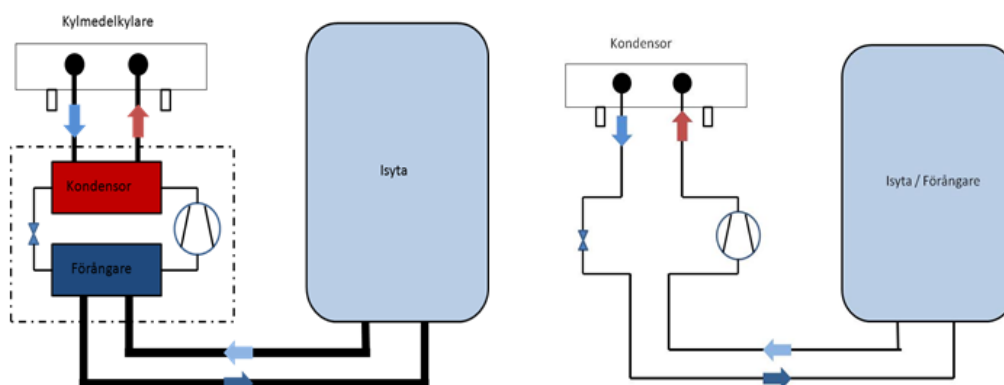 Kylmedelkylare
Kondensor
Isyta
Förångare
Kondensor
Isyta / Förångare